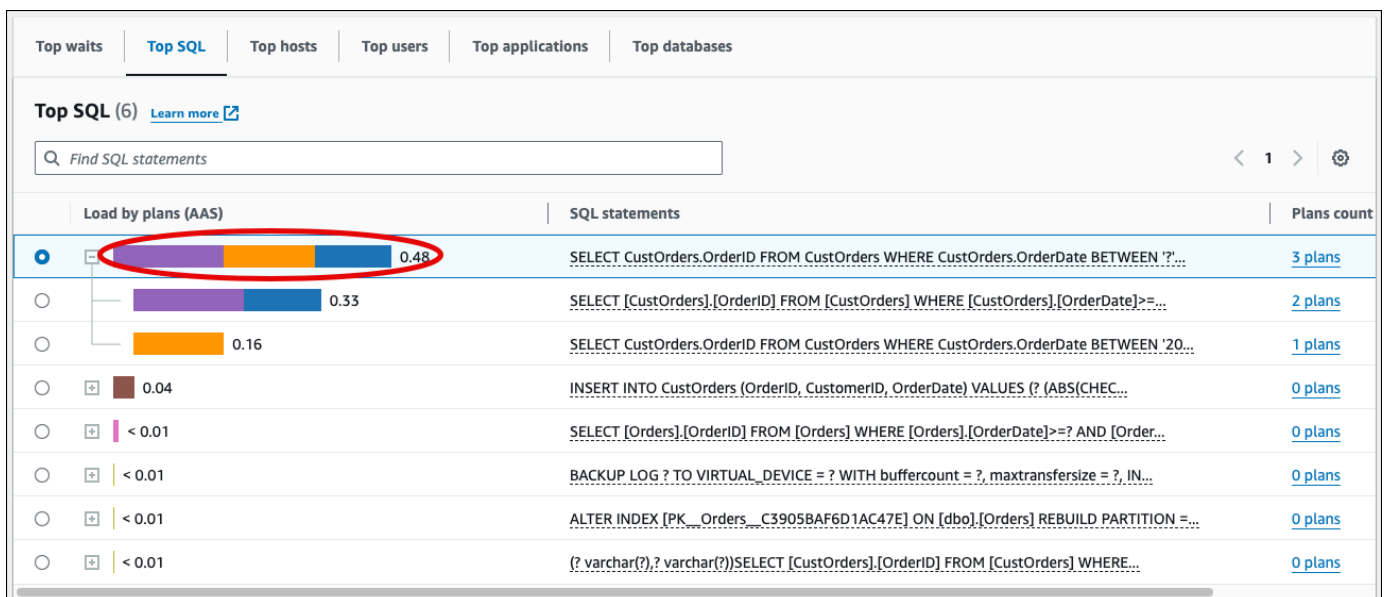 Top waits Top SQL Top hosts Top users Top applications Top databases
Top SQL (6) Learn more
Find SQL statements
1
Load by plans (AAS) SQL statements Plans count
0.48 SELECT CustOrders.OrderID FROM CustOrders WHERE CustOrders.OrderDate BETWEEN '?'... 3 plans
0.33 SELECT [CustOrders].[OrderID] FROM [CustOrders] WHERE [CustOrders].[OrderDate]>=... 2 plans
0.16 SELECT CustOrders.OrderID FROM CustOrders WHERE CustOrders.OrderDate BETWEEN '20... 1 plans
0.04 INSERT INTO CustOrders (OrderID, CustomerID, OrderDate) VALUES (? (ABS(CHEC... 0 plans
< 0.01 SELECT [Orders].[OrderID] FROM [Orders] WHERE [Orders].[OrderDate]>=? AND [Order... 0 plans
< 0.01 BACKUP LOG ? TO VIRTUAL_DEVICE = ? WITH buffercount = ?, maxtransfersize = ?, IN... 0 plans
< 0.01 ALTER INDEX [PK__Orders__C3905BAF6D1AC47E] ON [dbo].[Orders] REBUILD PARTITION =... 0 plans
< 0.01 (? varchar(?),? varchar(?))SELECT [CustOrders].[OrderID] FROM [CustOrders] WHERE... 0 plans